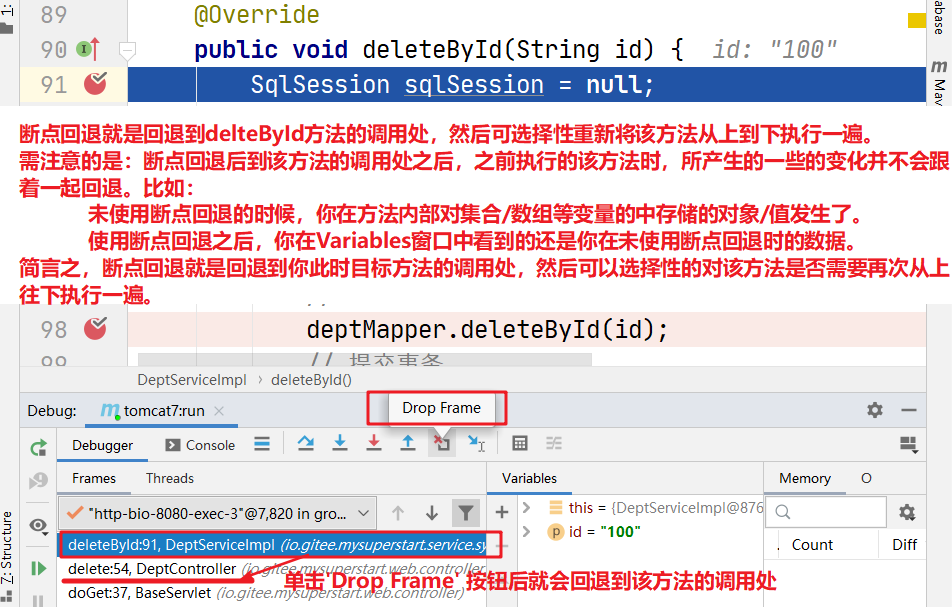 1:
abase
89
@Override
90
public void deleteById(String id) {  id: "100"
m Mav
91
SqlSession sqlSession = null;
断点回退就是回退到delteById方法的调用处，然后可选择性重新将该方法从上到下执行一遍。
需注意的是：断点回退后到该方法的调用处之后，之前执行的该方法时，所产生的一些的变化并不会跟
着一起回退。比如：
未使用断点回退的时候，你在方法内部对集合/数组等变量的中存储的对象/值发生了。
使用断点回退之后，你在Variables窗口中看到的还是你在未使用断点回退时的数据。
简言之，断点回退就是回退到你此时目标方法的调用处，然后可以选择性的对该方法是否需要再次从上
往下执行一遍。
98
deptMapper.deleteById(id);
99
// 提交事务
DeptServiceImpl › deleteById()
Debug: tomcat7:run
Drop Frame
Debugger Console
Frames Threads
Variables
Memory O
"http-bio-8080-exec-3"@7,820 in gro...
this = {DeptServiceImpl@876
id = "100"
Count Diff
deleteById:91, DeptServiceImpl (io.gitee.mysuperstart.service.sy
delete:54, DeptController (io.gitee.mysuperstart.web.controller)
单击'Drop Frame' 按钮后就会回退到该方法的调用处
doGet:37, BaseServlet (io.gitee.mysuperstart.web.controller)
Z: Structure